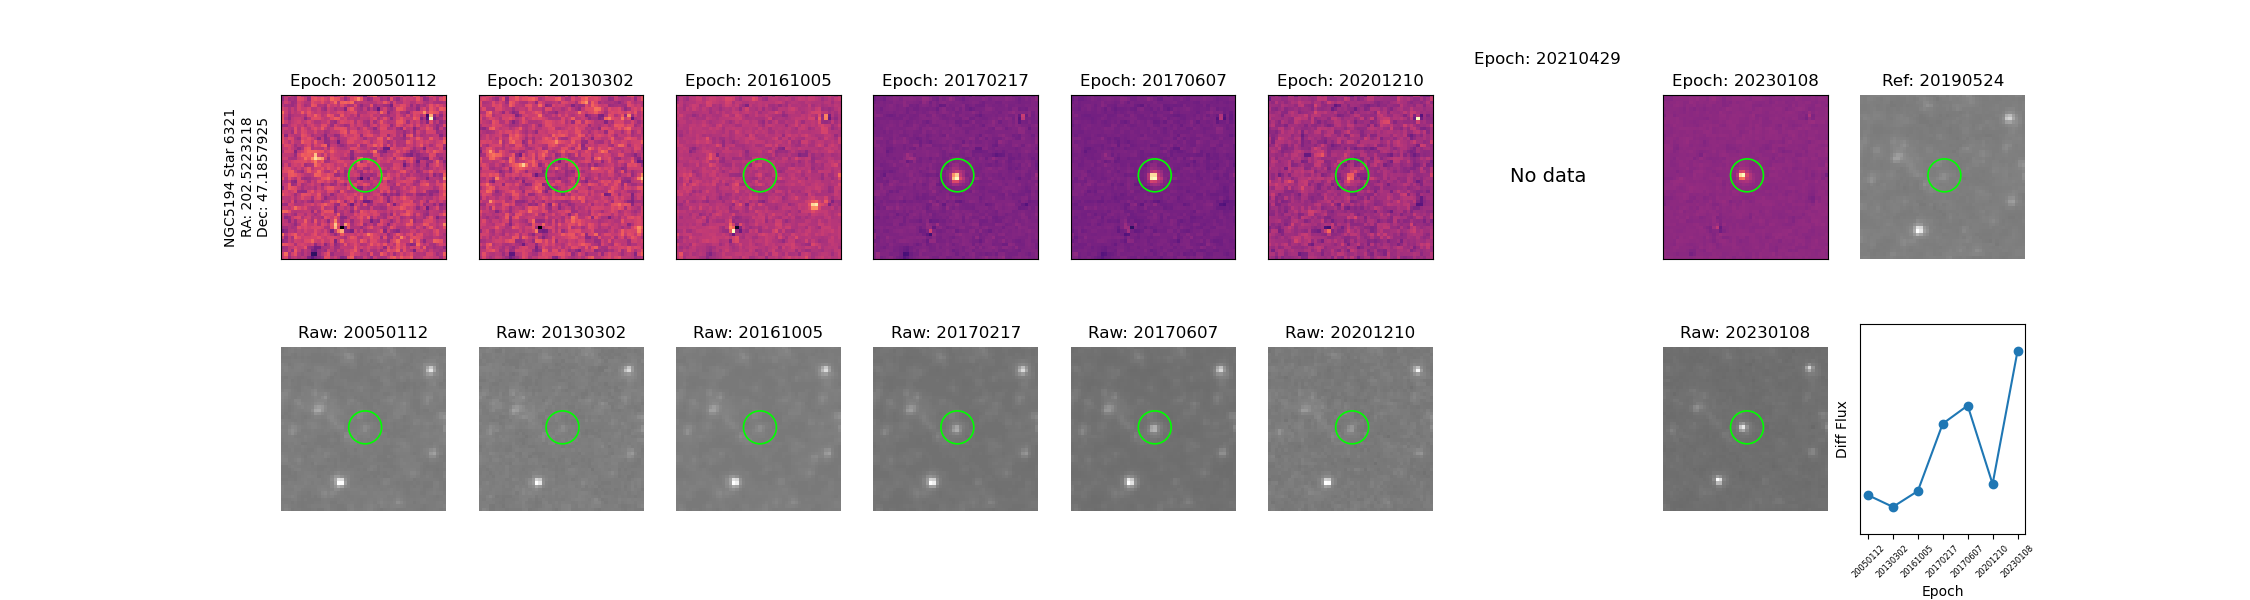 NGC5194 Star 6321
RA: 202.5223218
Dec: 47.1857925
Epoch: 20050112
Epoch: 20130302
Epoch: 20161005
Epoch: 20170217
Epoch: 20170607
Epoch: 20201210
Epoch: 20210429
No data
Epoch: 20230108
Ref: 20190524
Raw: 20050112
Raw: 20130302
Raw: 20161005
Raw: 20170217
Raw: 20170607
Raw: 20201210
Raw: 20230108
Diff Flux
20050112
20130302
20161005
20170217
20170607
20201210
20230108
Epoch